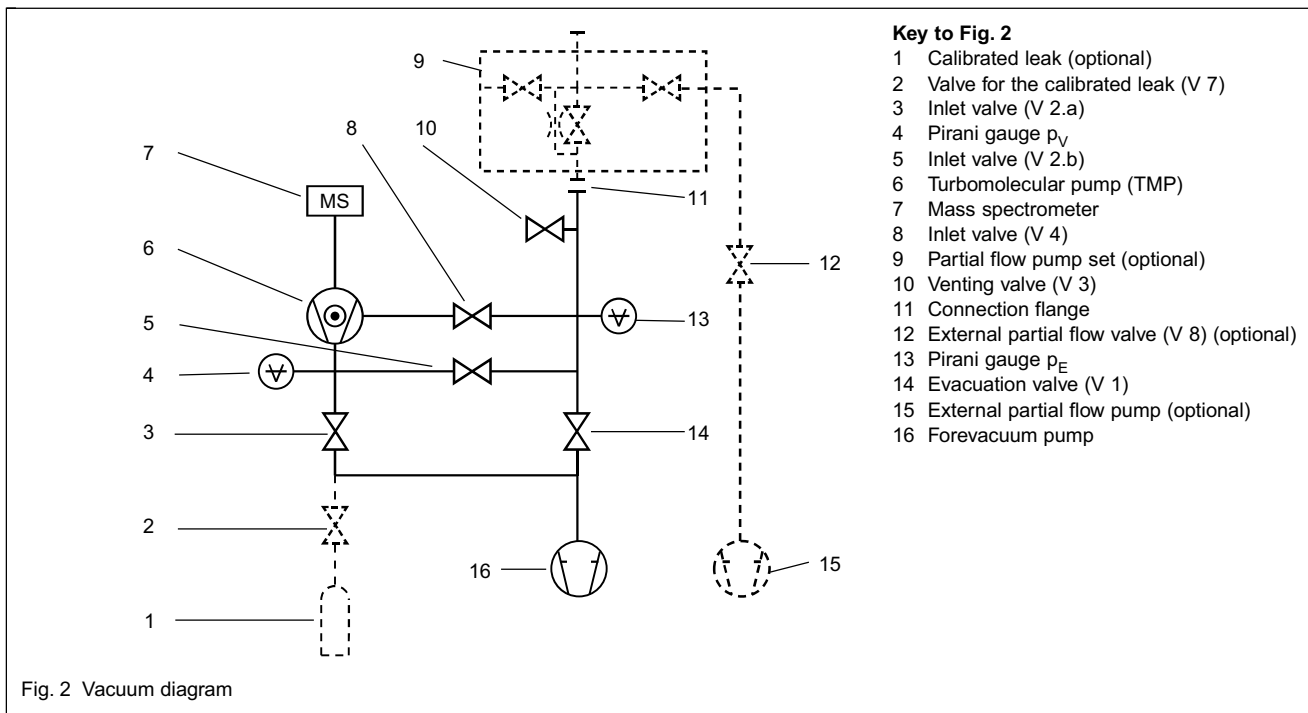 9
8
10
7
MS
11
6
12
5
13
4
3
14
2
16
15
1
Fig. 2 Vacuum diagram
Key to Fig. 2
1 Calibrated leak (optional)
2 Valve for the calibrated leak (V 7)
3 Inlet valve (V 2.a)
4 Pirani gauge pV
5 Inlet valve (V 2.b)
6 Turbomolecular pump (TMP)
7 Mass spectrometer
8 Inlet valve (V 4)
9 Partial flow pump set (optional)
10 Venting valve (V 3)
11 Connection flange
12 External partial flow valve (V 8) (optional)
13 Pirani gauge pE
14 Evacuation valve (V 1)
15 External partial flow pump (optional)
16 Forevacuum pump